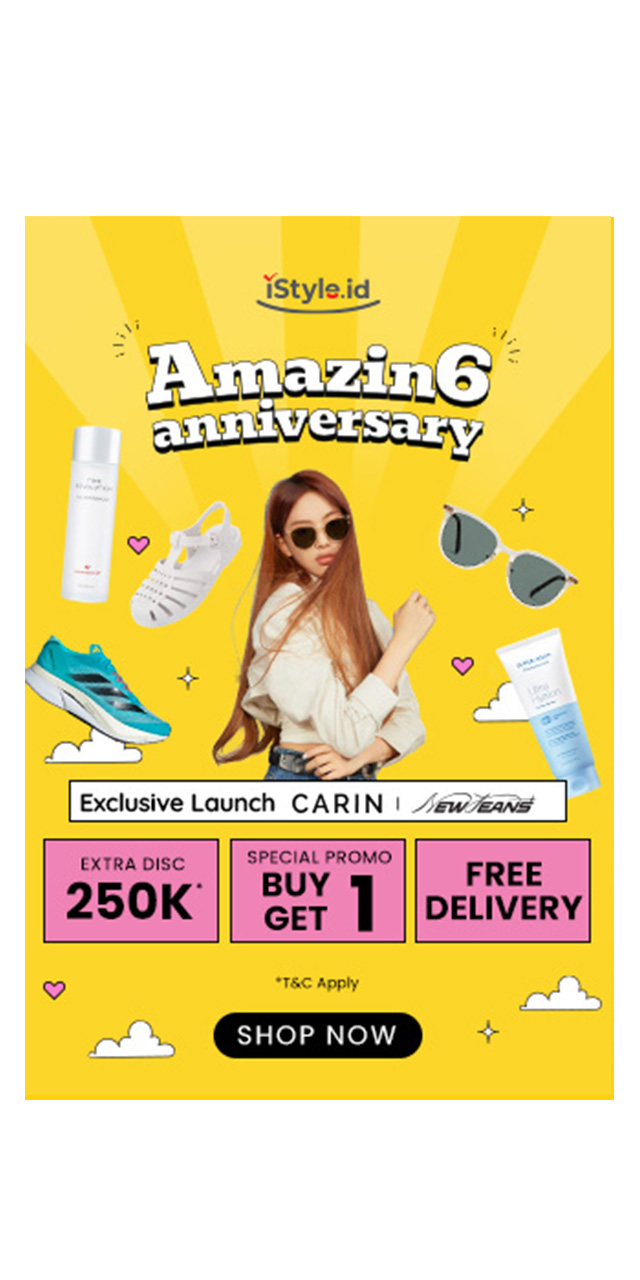 iStyle.id
Amazin6
anniversary
Exclusive Launch CARIN | NEWJEANS
EXTRA DISC
250K*
SPECIAL PROMO
BUY 1
GET
FREE
DELIVERY
*T&C Apply
SHOP NOW